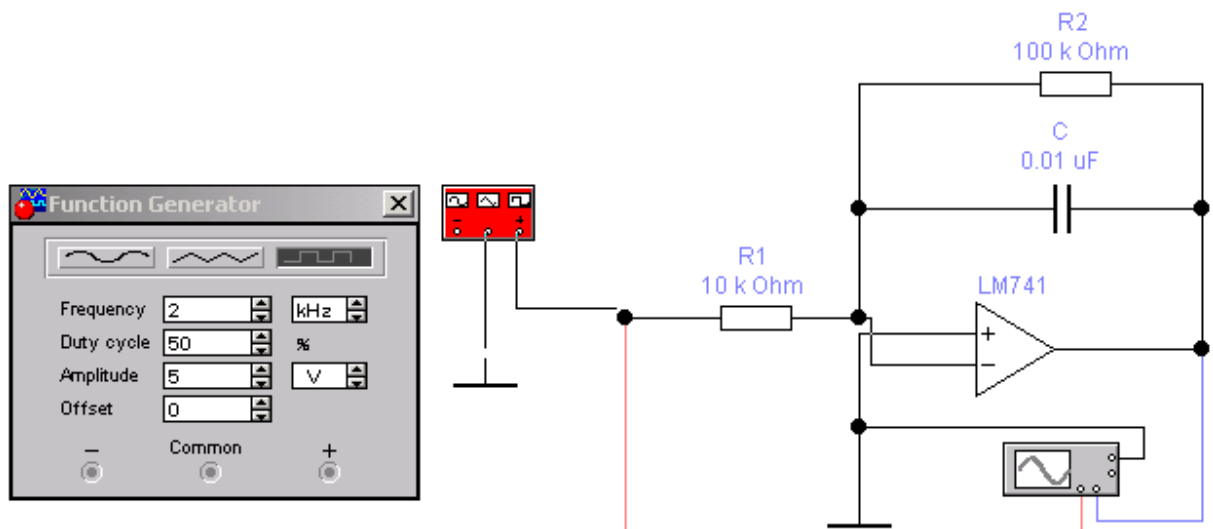 R2
100 k Ohm
C
0.01 uF
Function Generator
R1
10 k Ohm
LM741
Frequency 2 kHz
Duty cycle 50 %
Amplitude 5 V
Offset 0
− Common +
− +
+
−